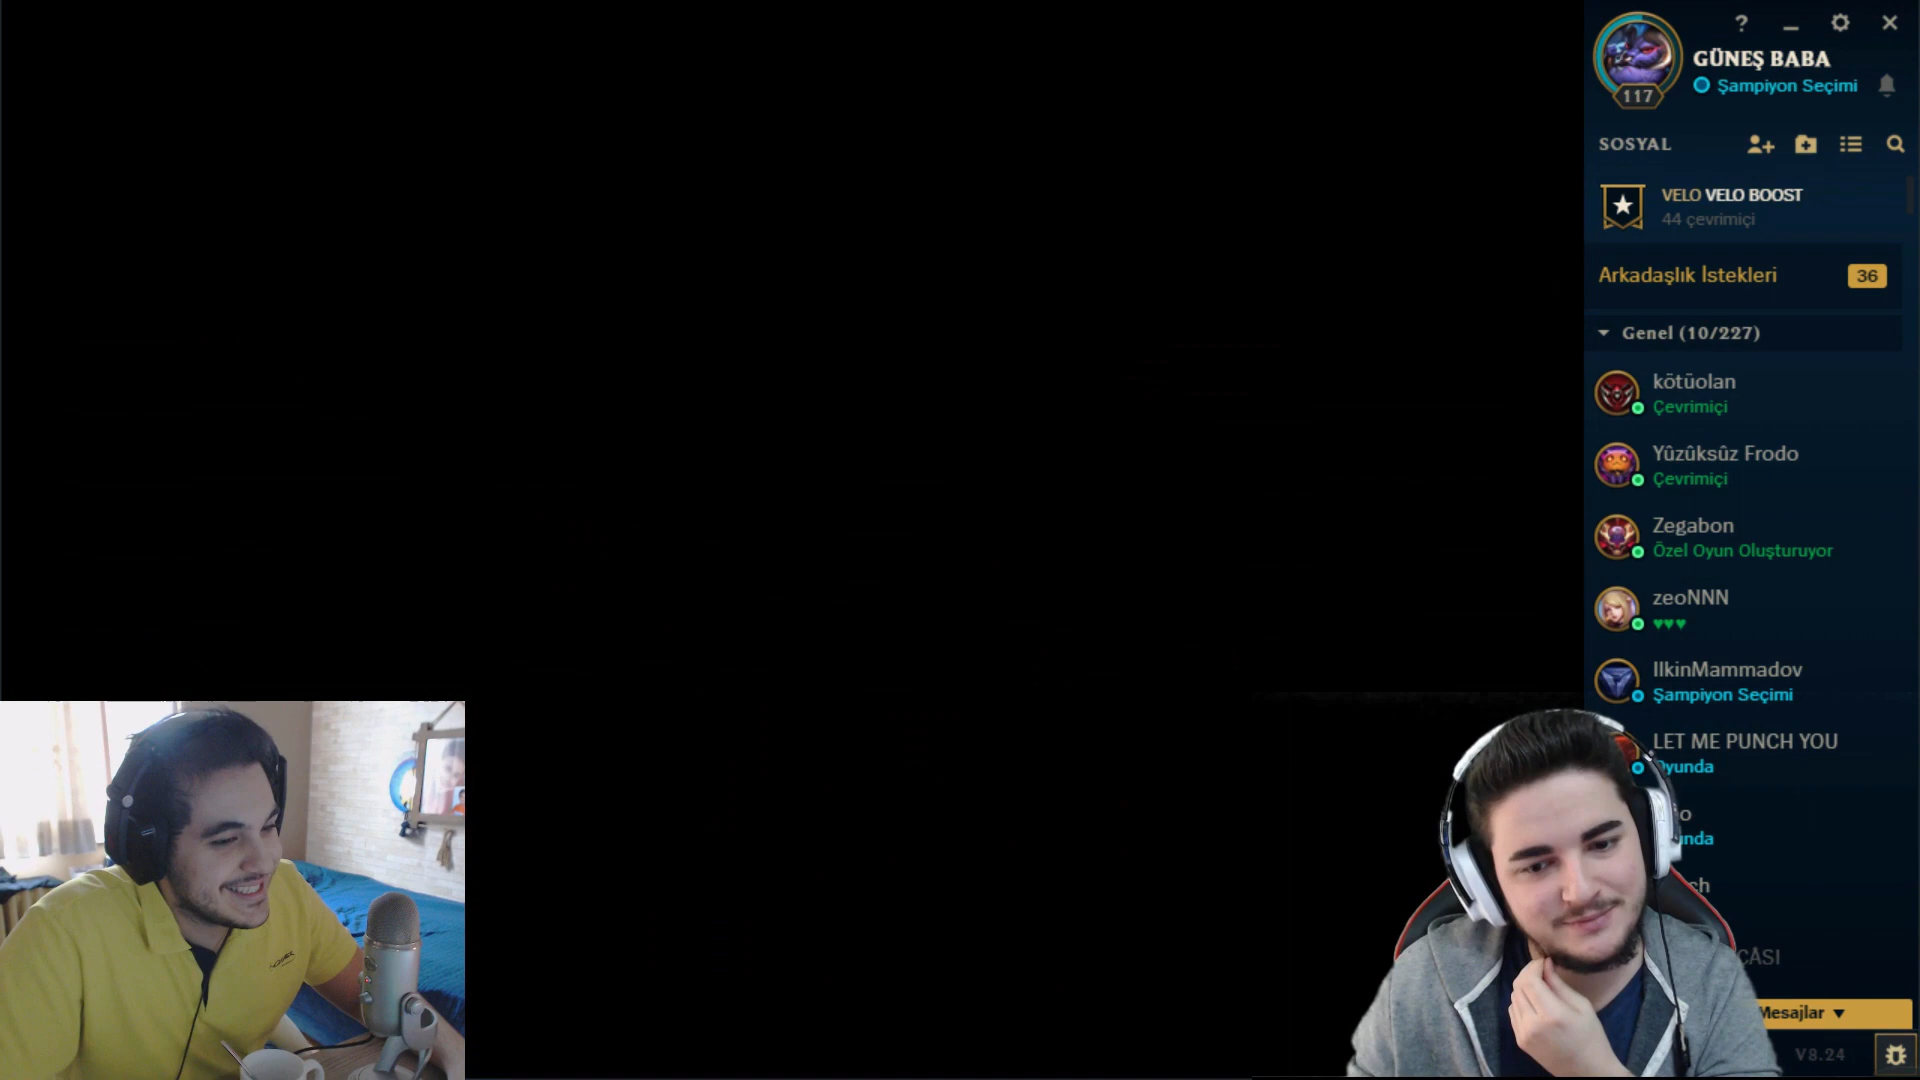 GÜNEŞ BABA
Şampiyon Seçimi
117
SOSYAL
VELO VELO BOOST
44 çevrimiçi
Arkadaşlık İstekleri
36
Genel (10/227)
kötüolan
Çevrimiçi
Yûzûksûz Frodo
Çevrimiçi
Zegabon
Özel Oyun Oluşturuyor
zeoNNN
♥♥♥
IlkinMammadov
Şampiyon Seçimi
LET ME PUNCH YOU
Oyunda
Mesajlar
V8.24